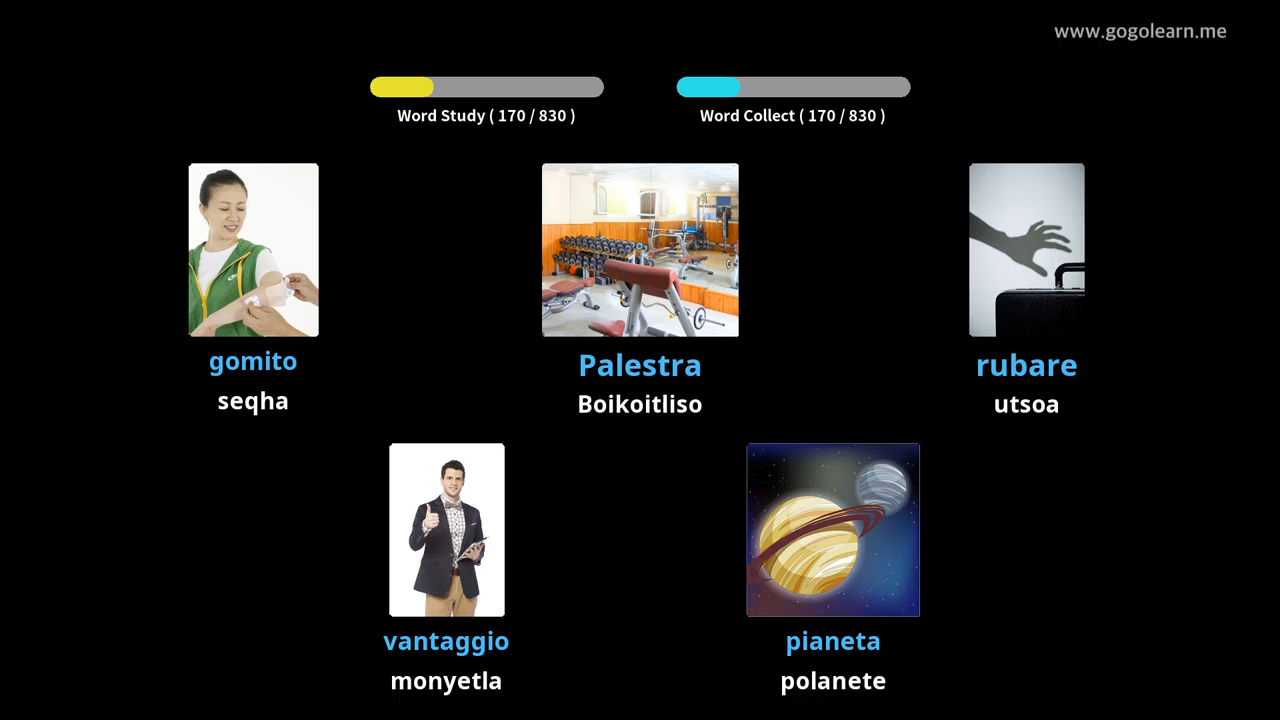 www.gogolearn.me
Word Study ( 170 / 830 )
Word Collect ( 170 / 830 )
gomito
seqha
Palestra
Boikoitliso
rubare
utsoa
vantaggio
monyetla
pianeta
polanete